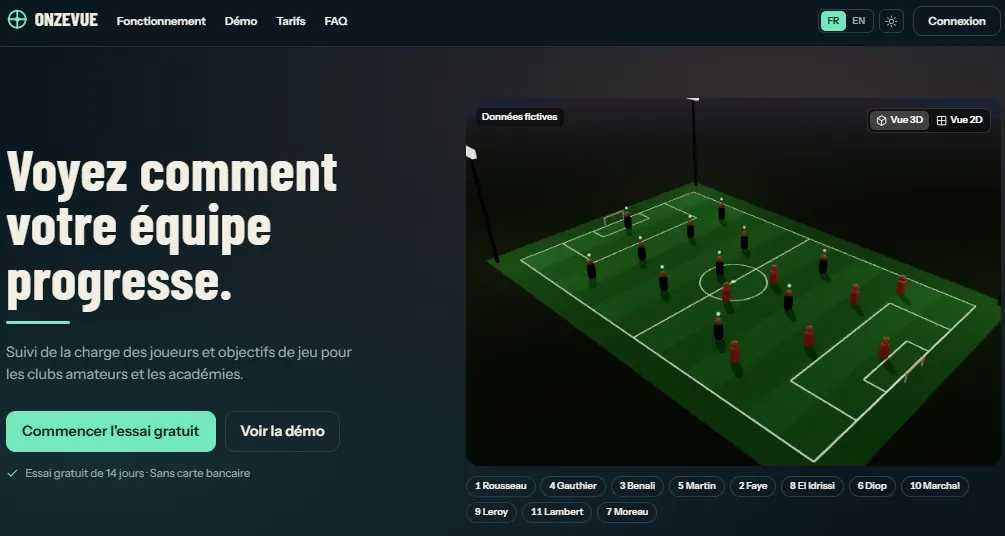 ONZEVUE
Fonctionnement Démo Tarifs FAQ
FR EN
Connexion
Données fictives
Vue 3D Vue 2D
Voyez comment
votre équipe
progresse.
Suivi de la charge des joueurs et objectifs de jeu pour
les clubs amateurs et les académies.
Commencer l'essai gratuit Voir la démo
Essai gratuit de 14 jours · Sans carte bancaire
1 Rousseau 4 Gauthier 3 Benali 5 Martin 2 Faye 8 El Idrissi 6 Diop 10 Marchal
9 Leroy 11 Lambert 7 Moreau